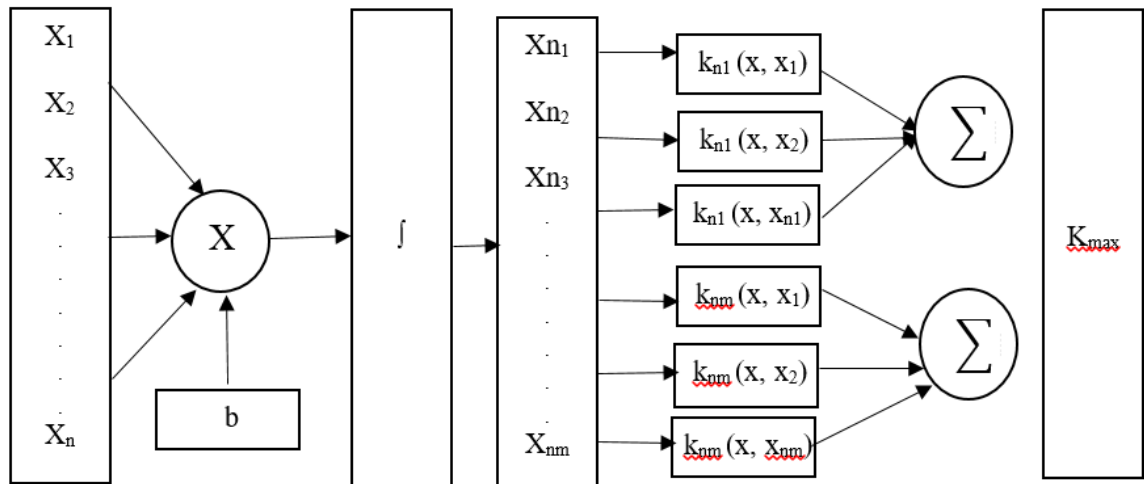 X₁
X₂
X₃
.
.
.
.
.
Xₙ
X
b
∫
Xn₁
Xn₂
Xn₃
.
.
.
.
.
.
.
Xₙₘ
kₙ₁ (x, x₁)
kₙ₁ (x, x₂)
kₙ₁ (x, xₙ₁)
kₙₘ (x, x₁)
kₙₘ (x, x₂)
kₙₘ (x, xₙₘ)
∑
∑
Kₘₐₓ